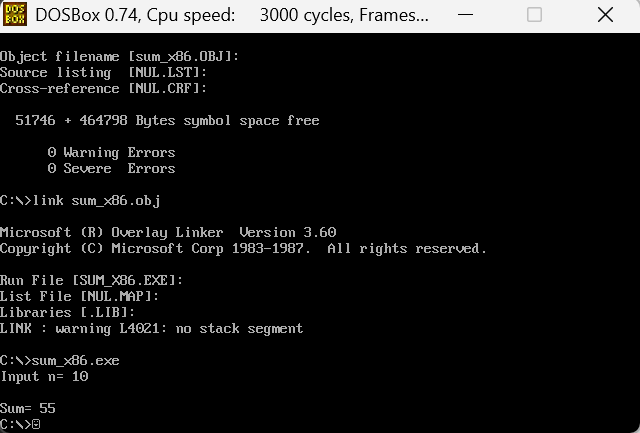 DOS BOX DOSBox 0.74, Cpu speed: 3000 cycles, Frames...
Object filename [sum_x86.OBJ]:
Source listing [NUL.LST]:
Cross-reference [NUL.CRF]:
51746 + 464798 Bytes symbol space free
0 Warning Errors
0 Severe Errors
C:\>link sum_x86.obj
Microsoft (R) Overlay Linker Version 3.60
Copyright (C) Microsoft Corp 1983-1987. All rights reserved.
Run File [SUM_X86.EXE]:
List File [NUL.MAP]:
Libraries [.LIB]:
LINK : warning L4021: no stack segment
C:\>sum_x86.exe
Input n= 10
Sum= 55
C:\>